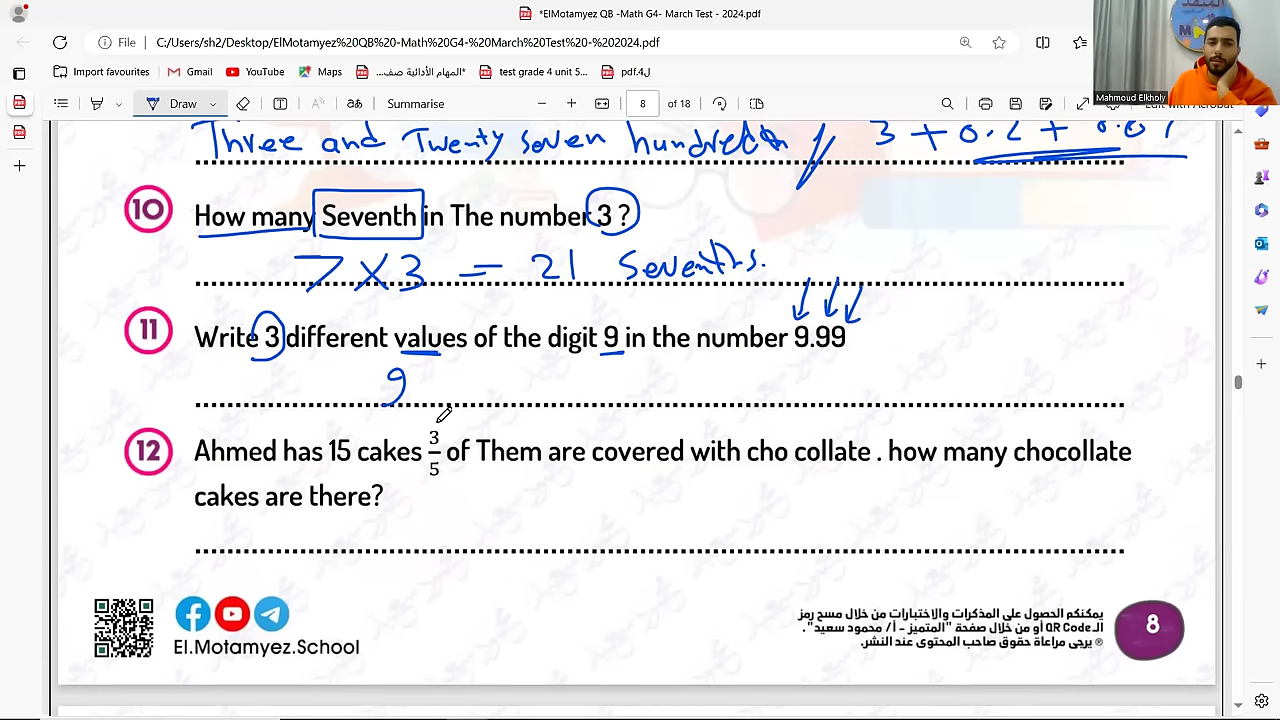 *ElMotamyez QB -Math G4- March Test - 2024.pdf
File C:/Users/sh2/Desktop/ElMotamyez%20QB%20-Math%20G4-%20March%20Test%20-%202024.pdf
Import favourites Gmail YouTube Maps المهام الأدائية صف...* test grade 4 unit 5... ل4.pdf
Draw Summarise 8 of 18 Edit with Acrobat
Mahmoud Elkholy
Three and Twenty seven hundredth 3 + 0.2 + 0.07
10 How many Seventh in The number 3 ?
7 X 3 = 21 Sevenths.
11 Write 3 different values of the digit 9 in the number 9.99
9
12 Ahmed has 15 cakes 3/5 of Them are covered with cho collate . how many chocollate
cakes are there?
El.Motamyez.School
يمكنكم الحصول على المذكرات والاختبارات من خلال مسح رمز
الـ QR Code أو من خلال صفحة "المتميز - أ / محمود سعيد" .
® يرجى مراعاة حقوق صاحب المحتوى عند النشر.
8